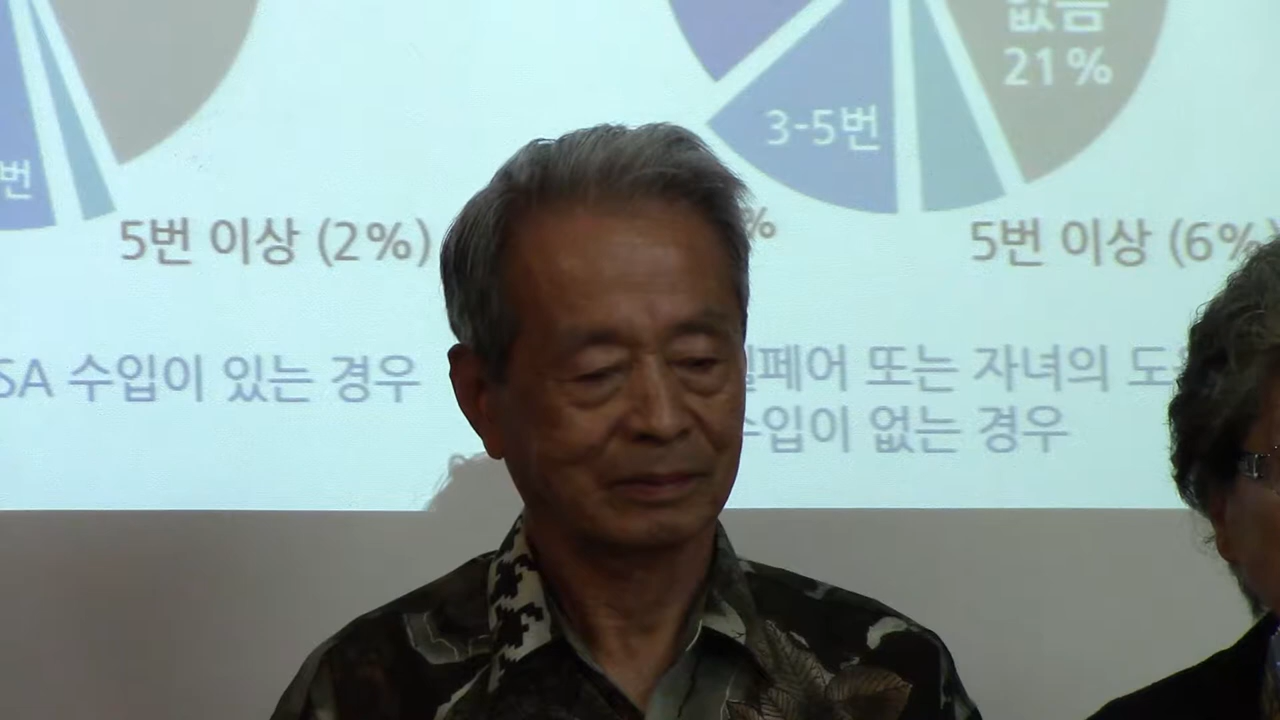 없음
21%
3-5번
번
5번 이상 (2%)
%
5번 이상 (6%
SA 수입이 있는 경우
페어 또는 자녀의
수입이 없는 경우